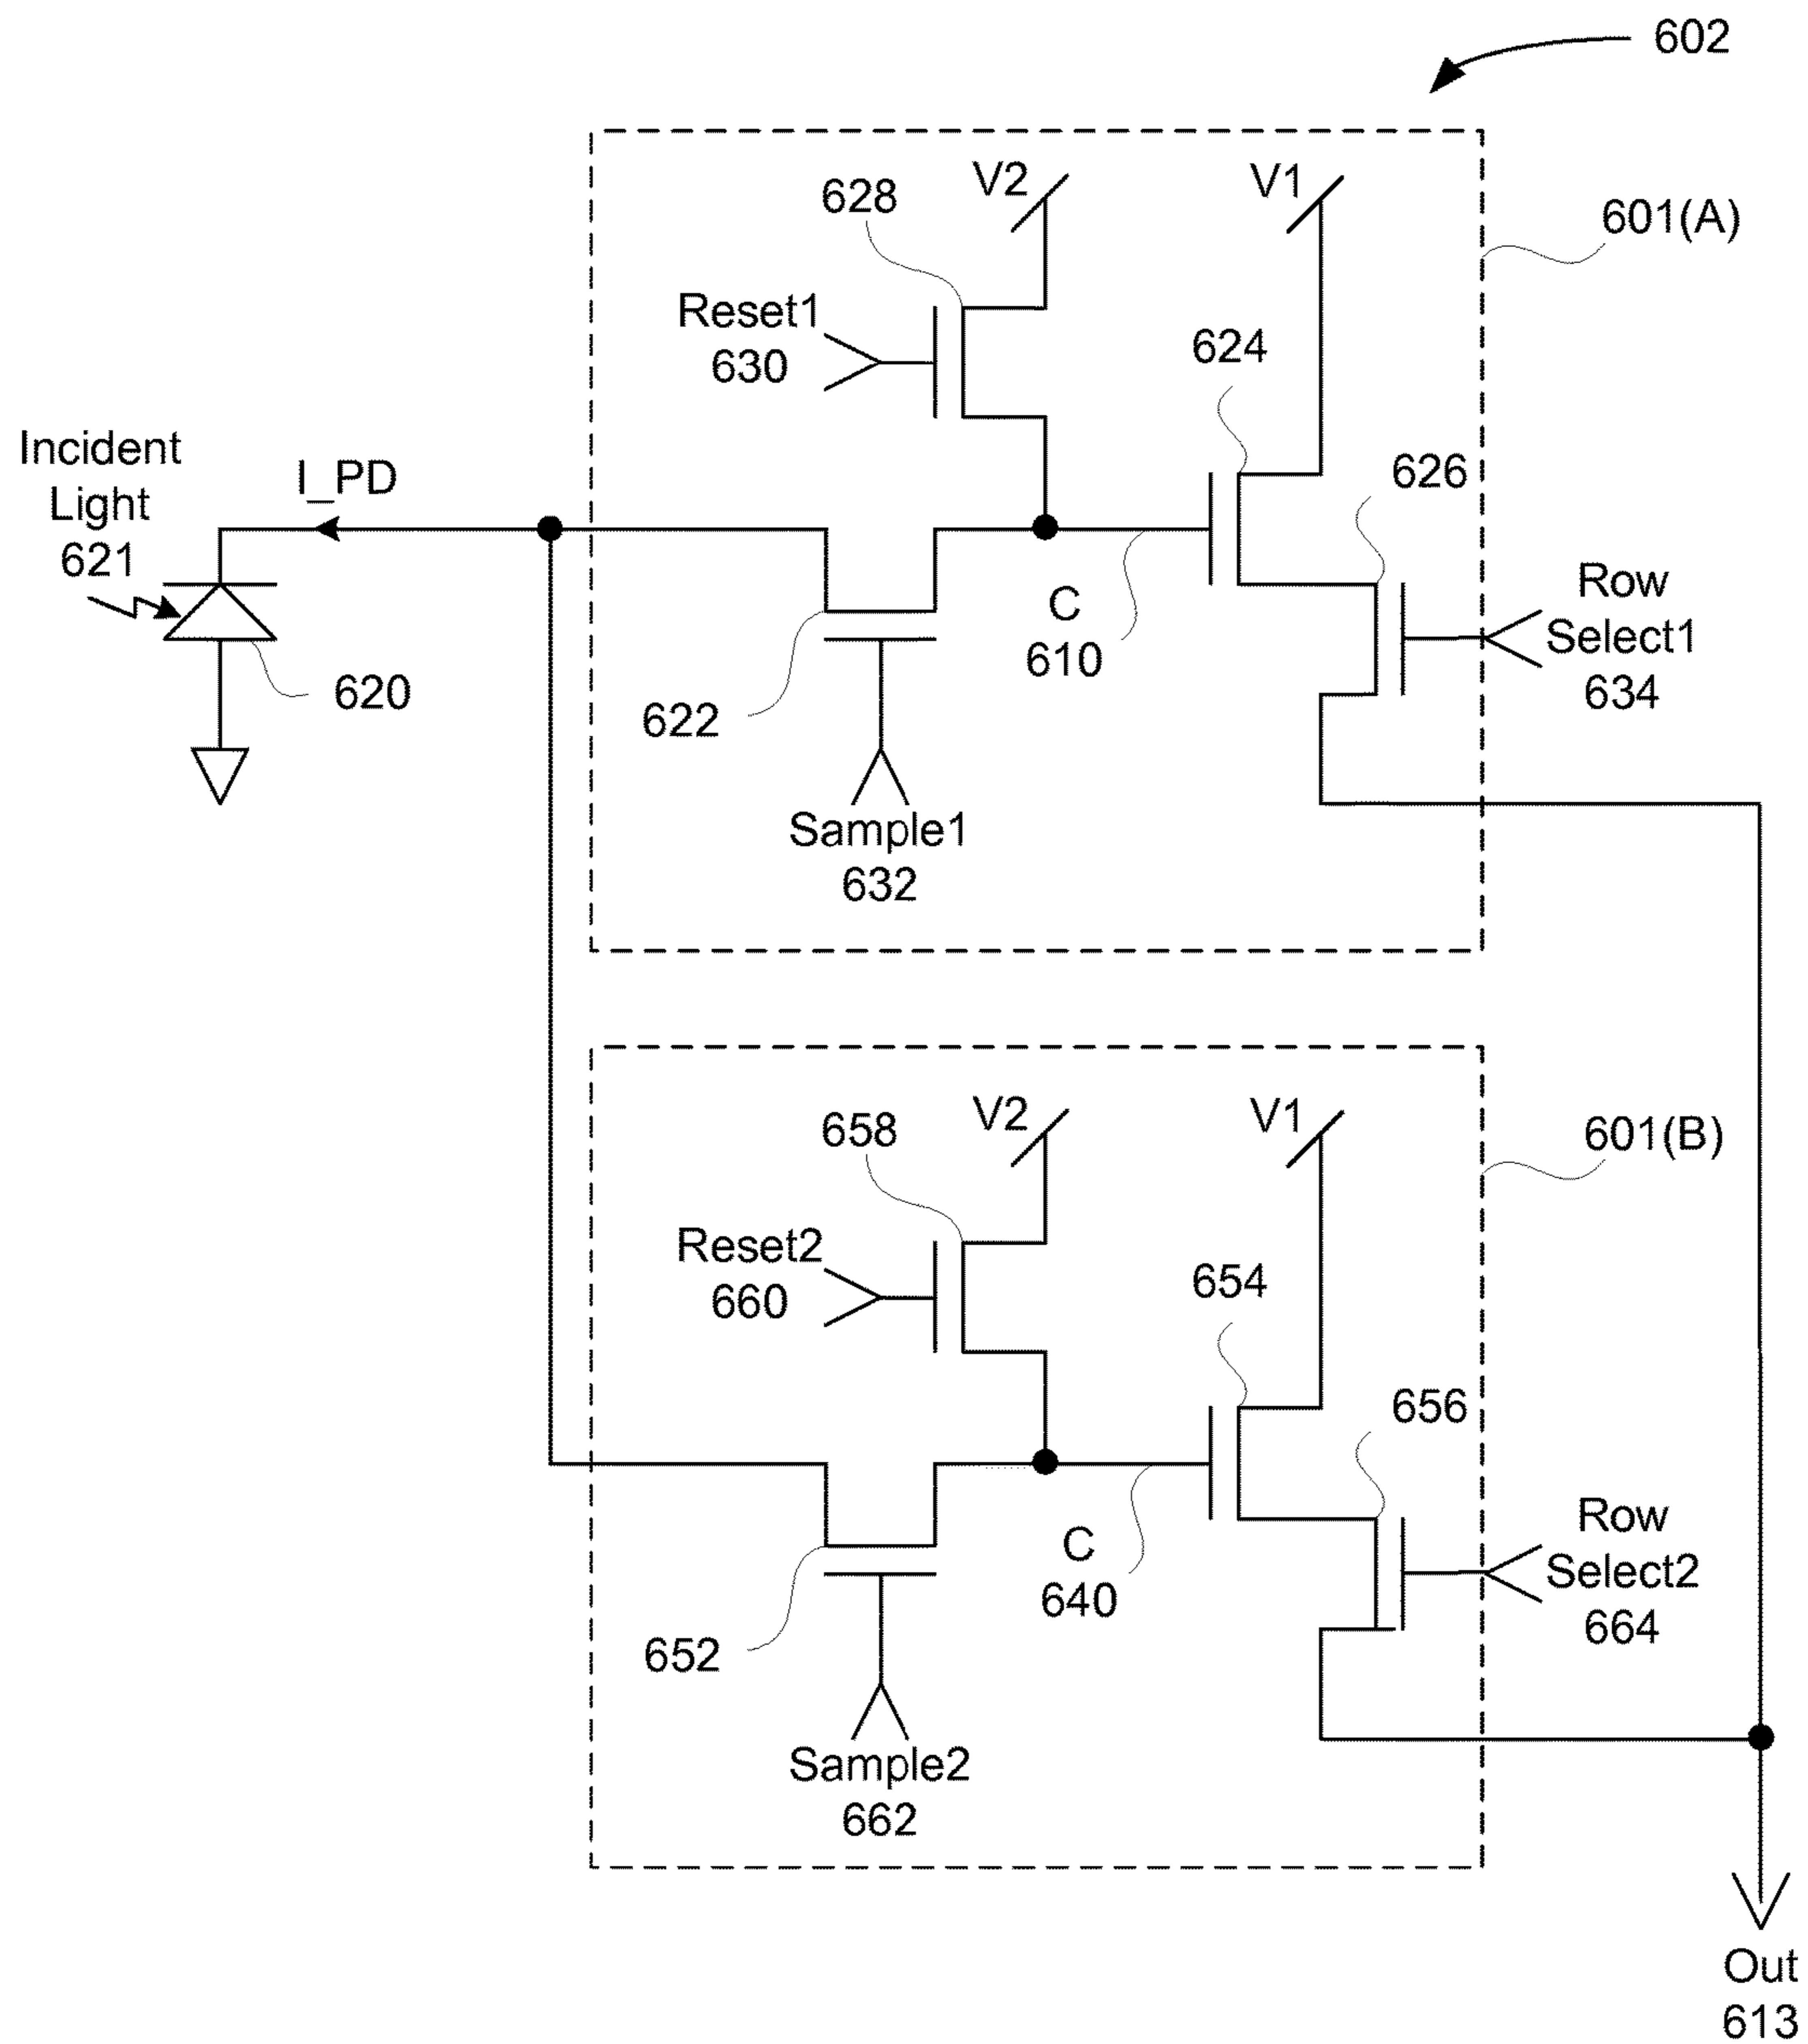 602
V2
V1
628
601(A)
Reset1
630
624
Incident
Light
621
I_PD
626
Row
Select1
634
C
610
620
622
Sample1
632
V2
V1
658
601(B)
Reset2
660
654
656
Row
Select2
664
C
640
652
Sample2
662
Out
613